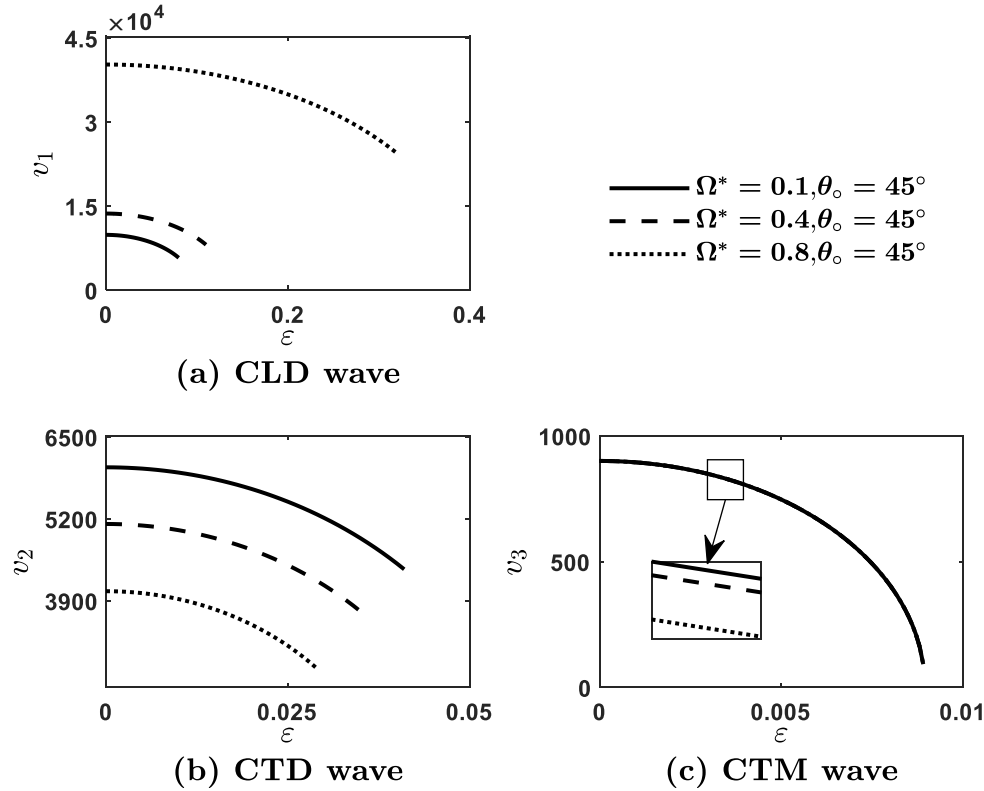 ×10⁴
4.5
3
1.5
0
v₁
0
0.2
0.4
ε
(a) CLD wave
Ω* = 0.1,θ∘ = 45°
Ω* = 0.4,θ∘ = 45°
Ω* = 0.8,θ∘ = 45°
6500
5200
3900
v₂
0
0.025
0.05
ε
(b) CTD wave
1000
500
0
v₃
0
0.005
0.01
ε
(c) CTM wave